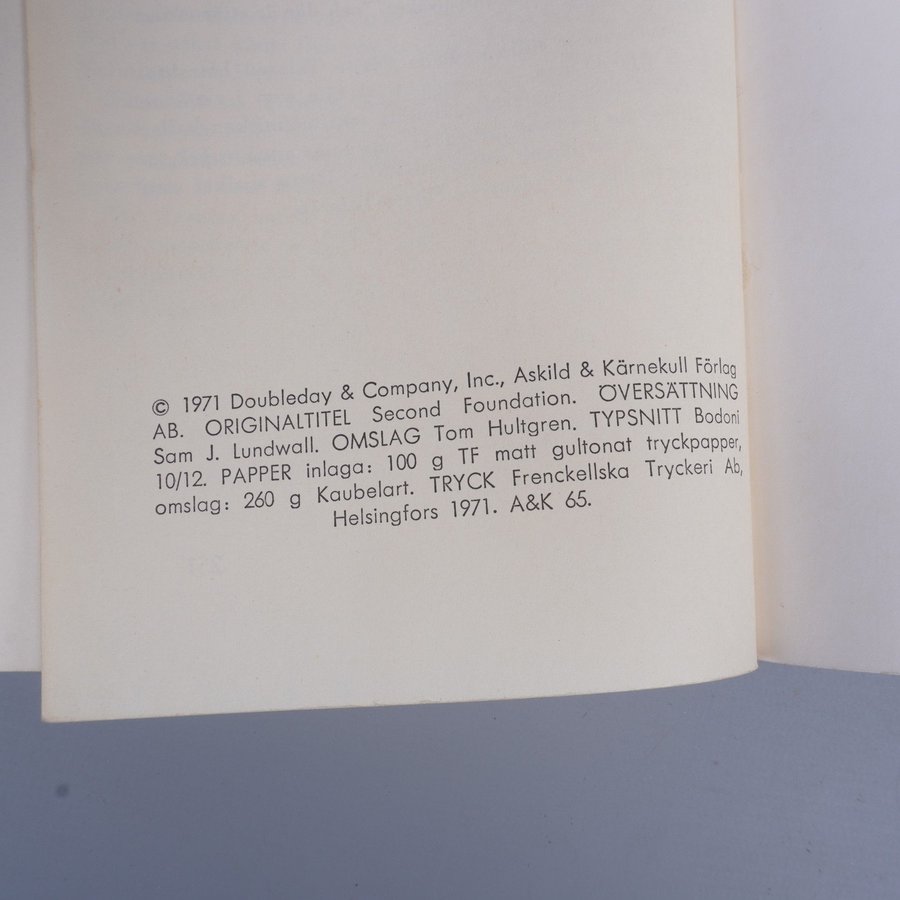 © 1971 Doubleday & Company, Inc., Askild & Kärnekull Förlag
AB. ORIGINALTITEL Second Foundation. ÖVERSÄTTNING
Sam J. Lundwall. OMSLAG Tom Hultgren. TYPSNITT Bodoni
10/12. PAPPER inlaga: 100 g TF matt gultonat tryckpapper,
omslag: 260 g Kaubelart. TRYCK Frenckellska Tryckeri Ab,
Helsingfors 1971. A&K 65.